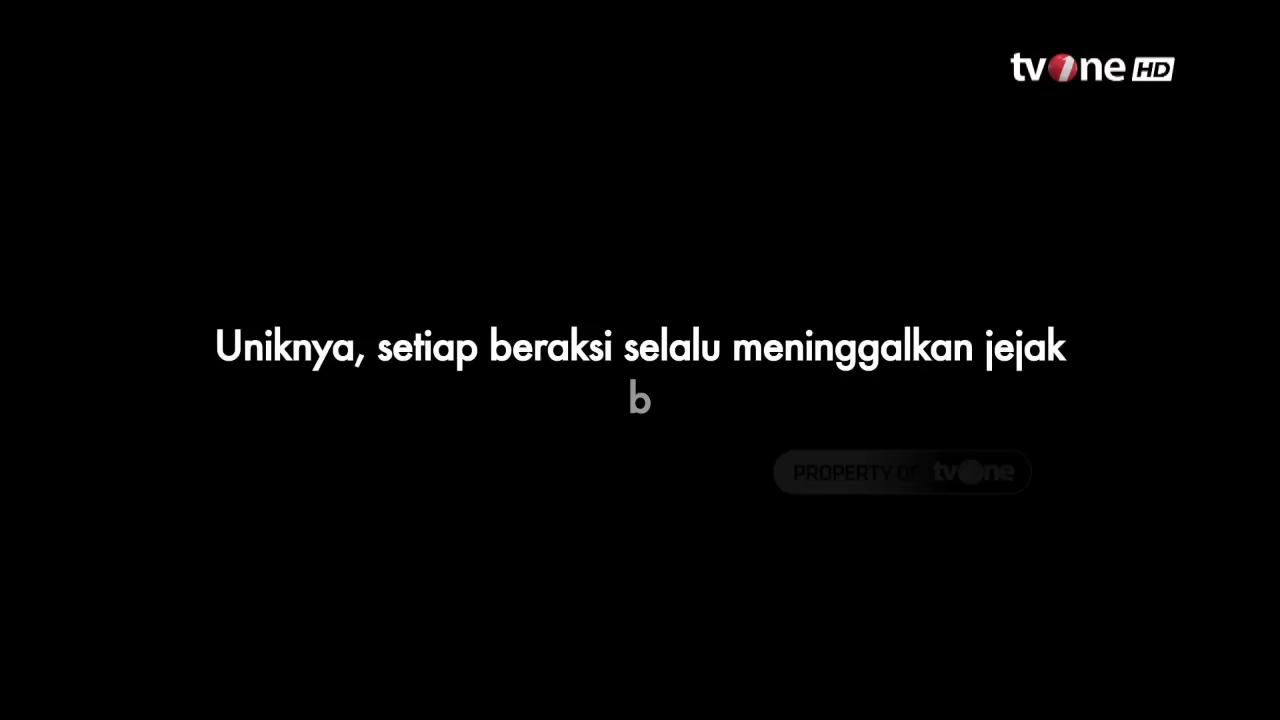 tvOne HD
Uniknya, setiap beraksi selalu meninggalkan jejak
b
PROPERTY OF tvOne